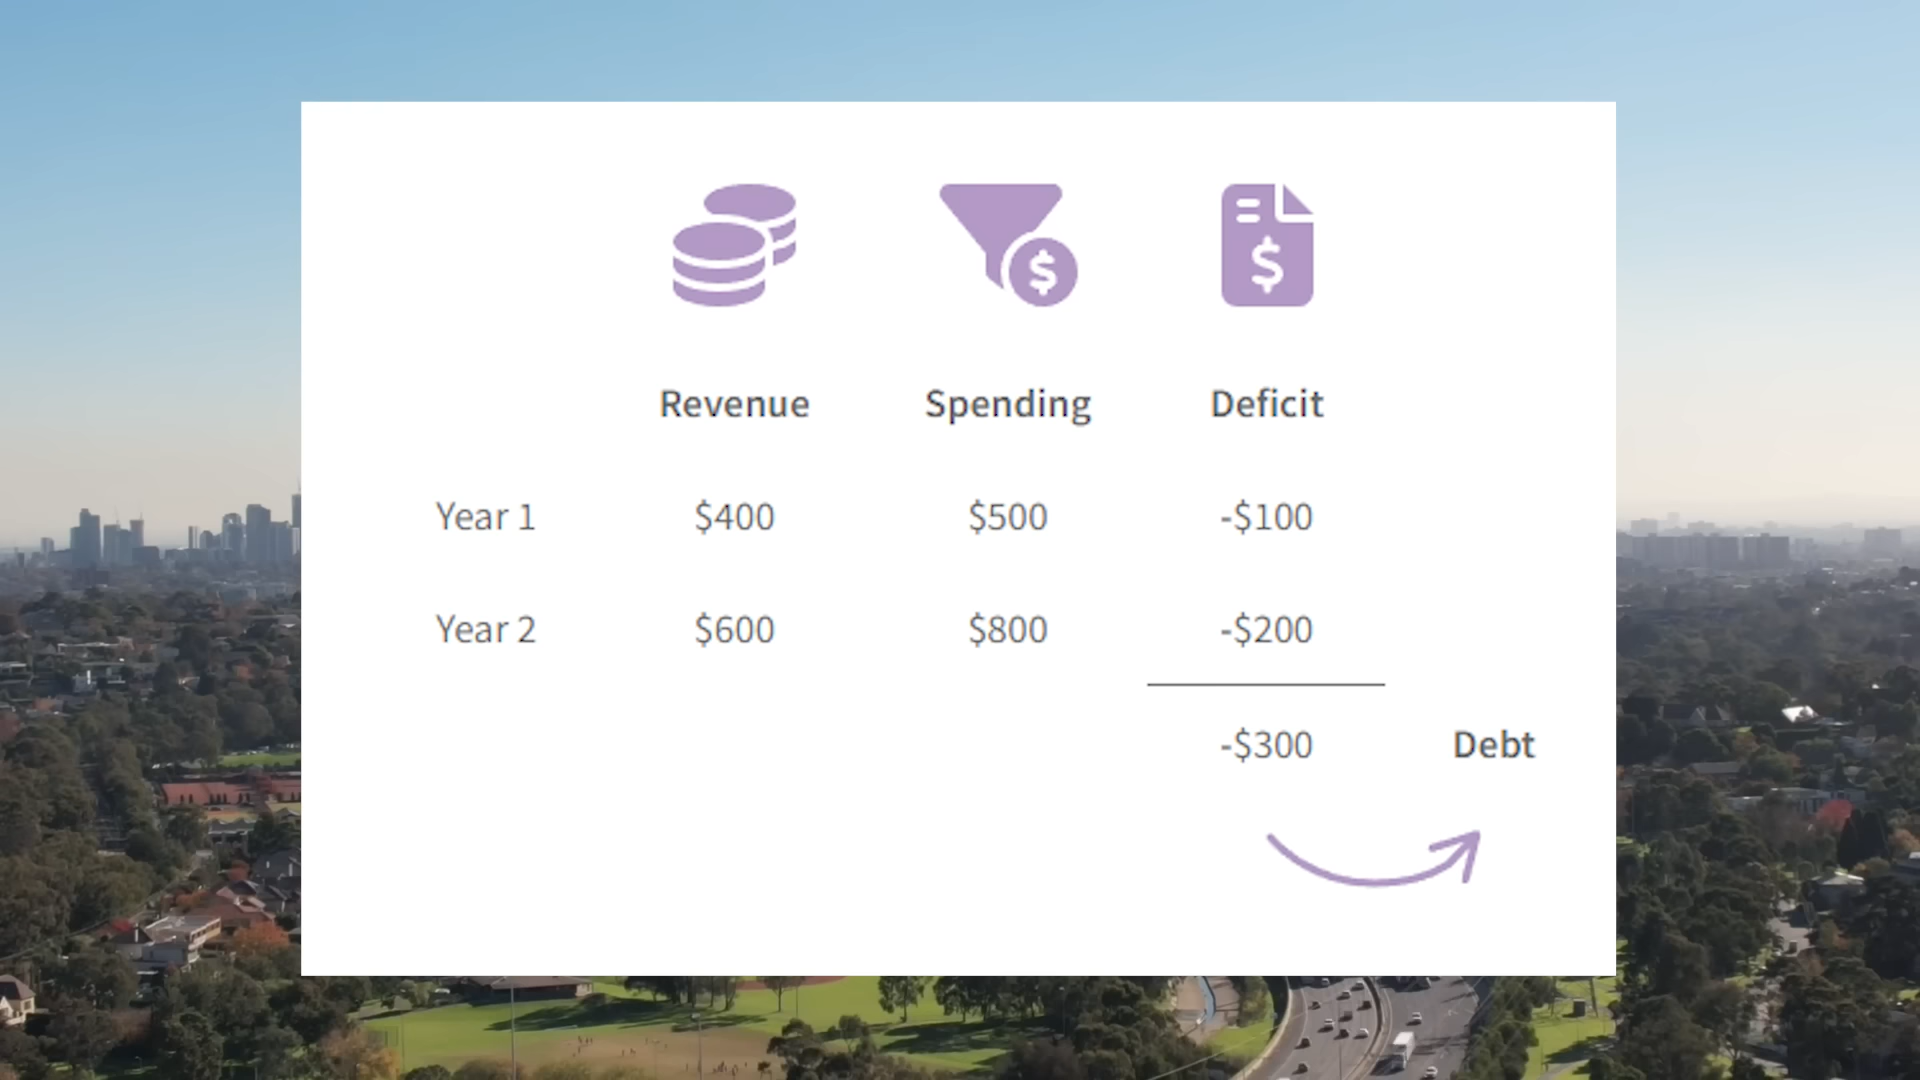 Revenue Spending Deficit
Year 1 $400 $500 -$100
Year 2 $600 $800 -$200
-$300 Debt